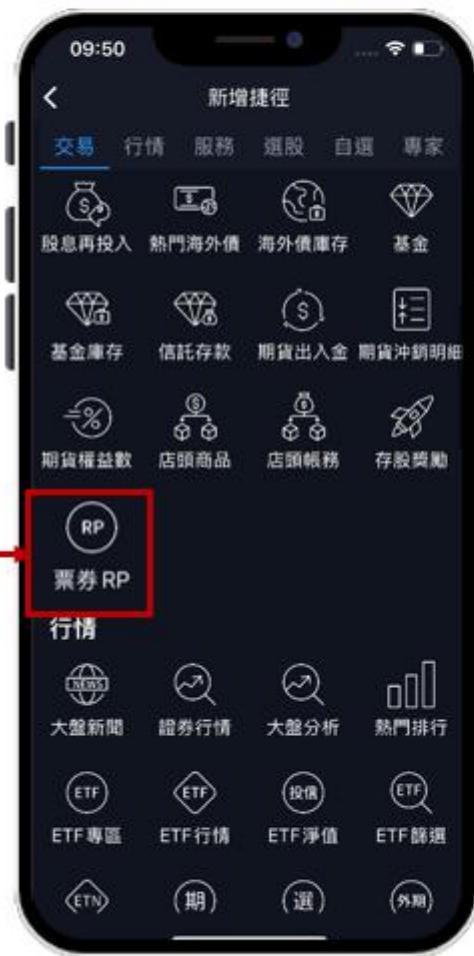 09:50
新增捷徑
交易 行情 服務 選股 自選 專家
股息再投入 熱門海外債 海外債庫存 基金
基金庫存 信託存款 期貨出入金 期貨沖銷明細
期貨權益數 店頭商品 店頭帳務 存股獎勵
RP
票券 RP
行情
NEWS
大盤新聞 證券行情 大盤分析 熱門排行
ETF ETF 投信 ETF
ETF專區 ETF行情 ETF淨值 ETF篩選
ETN 期 選 外期